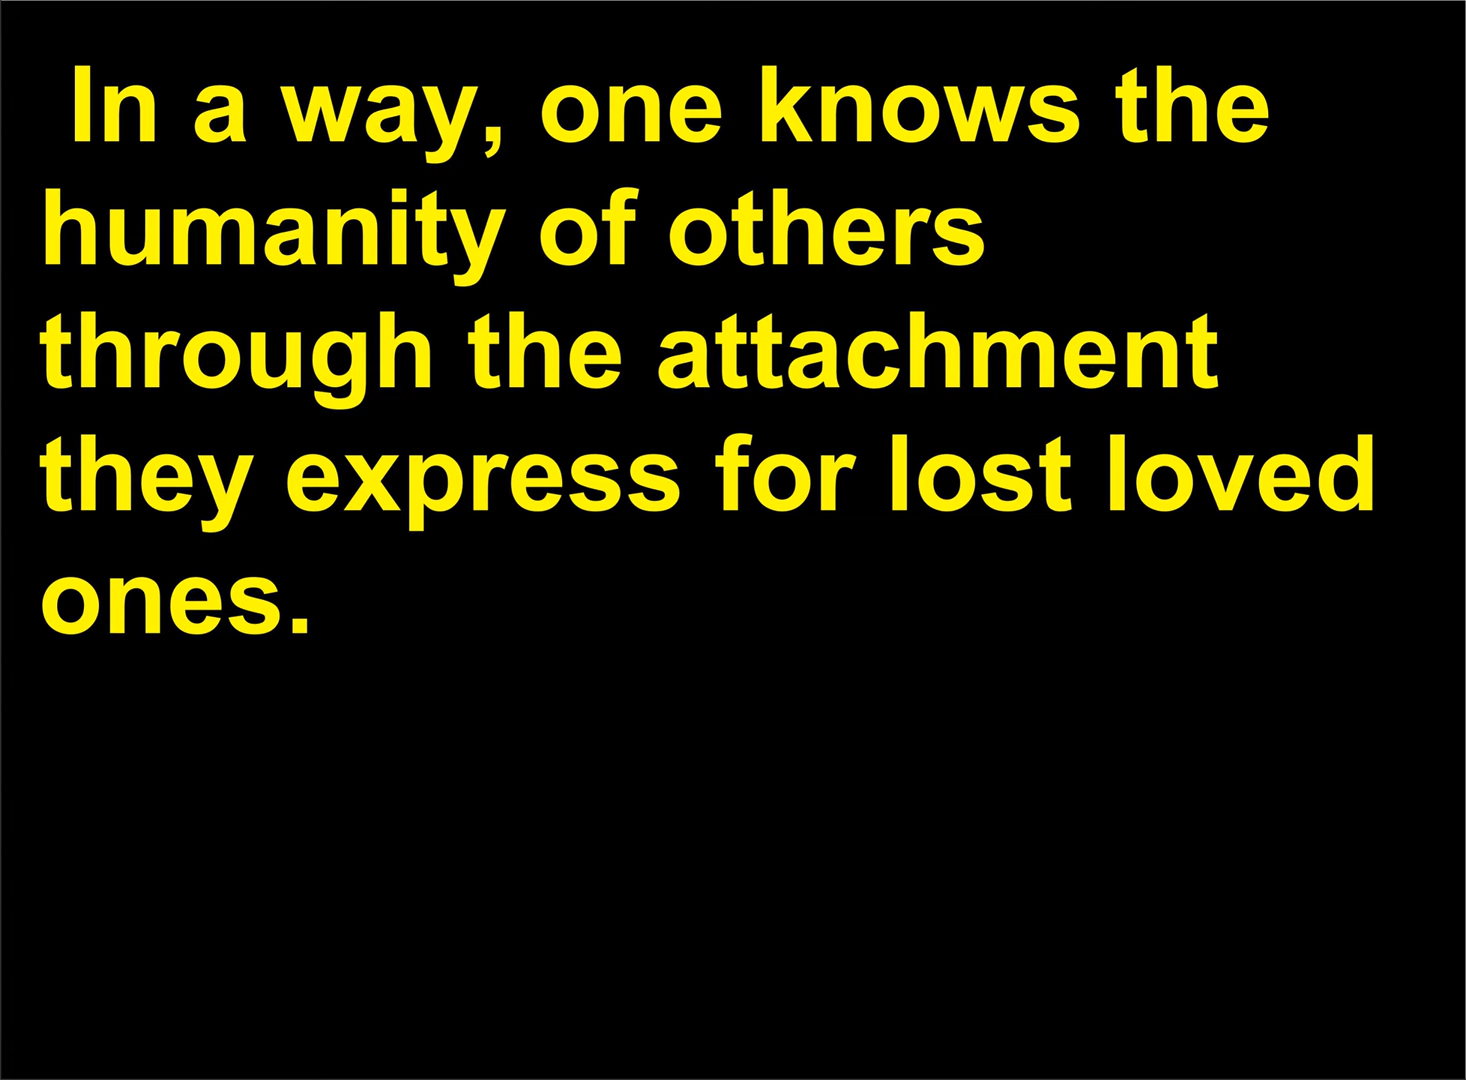 In a way, one knows the
humanity of others
through the attachment
they express for lost loved
ones.